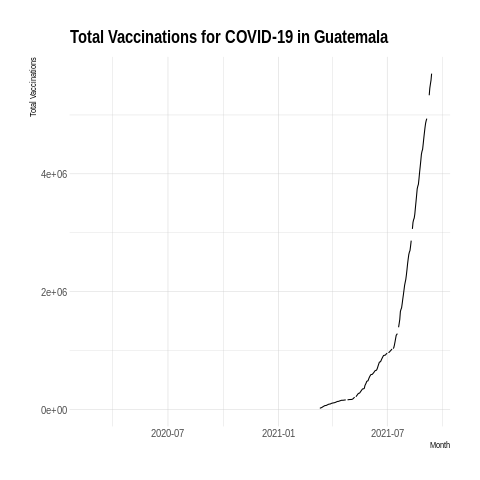 Total Vaccinations for COVID-19 in Guatemala
Total Vaccinations
4e+06
2e+06
0e+00
2020-07 2021-01 2021-07
Month